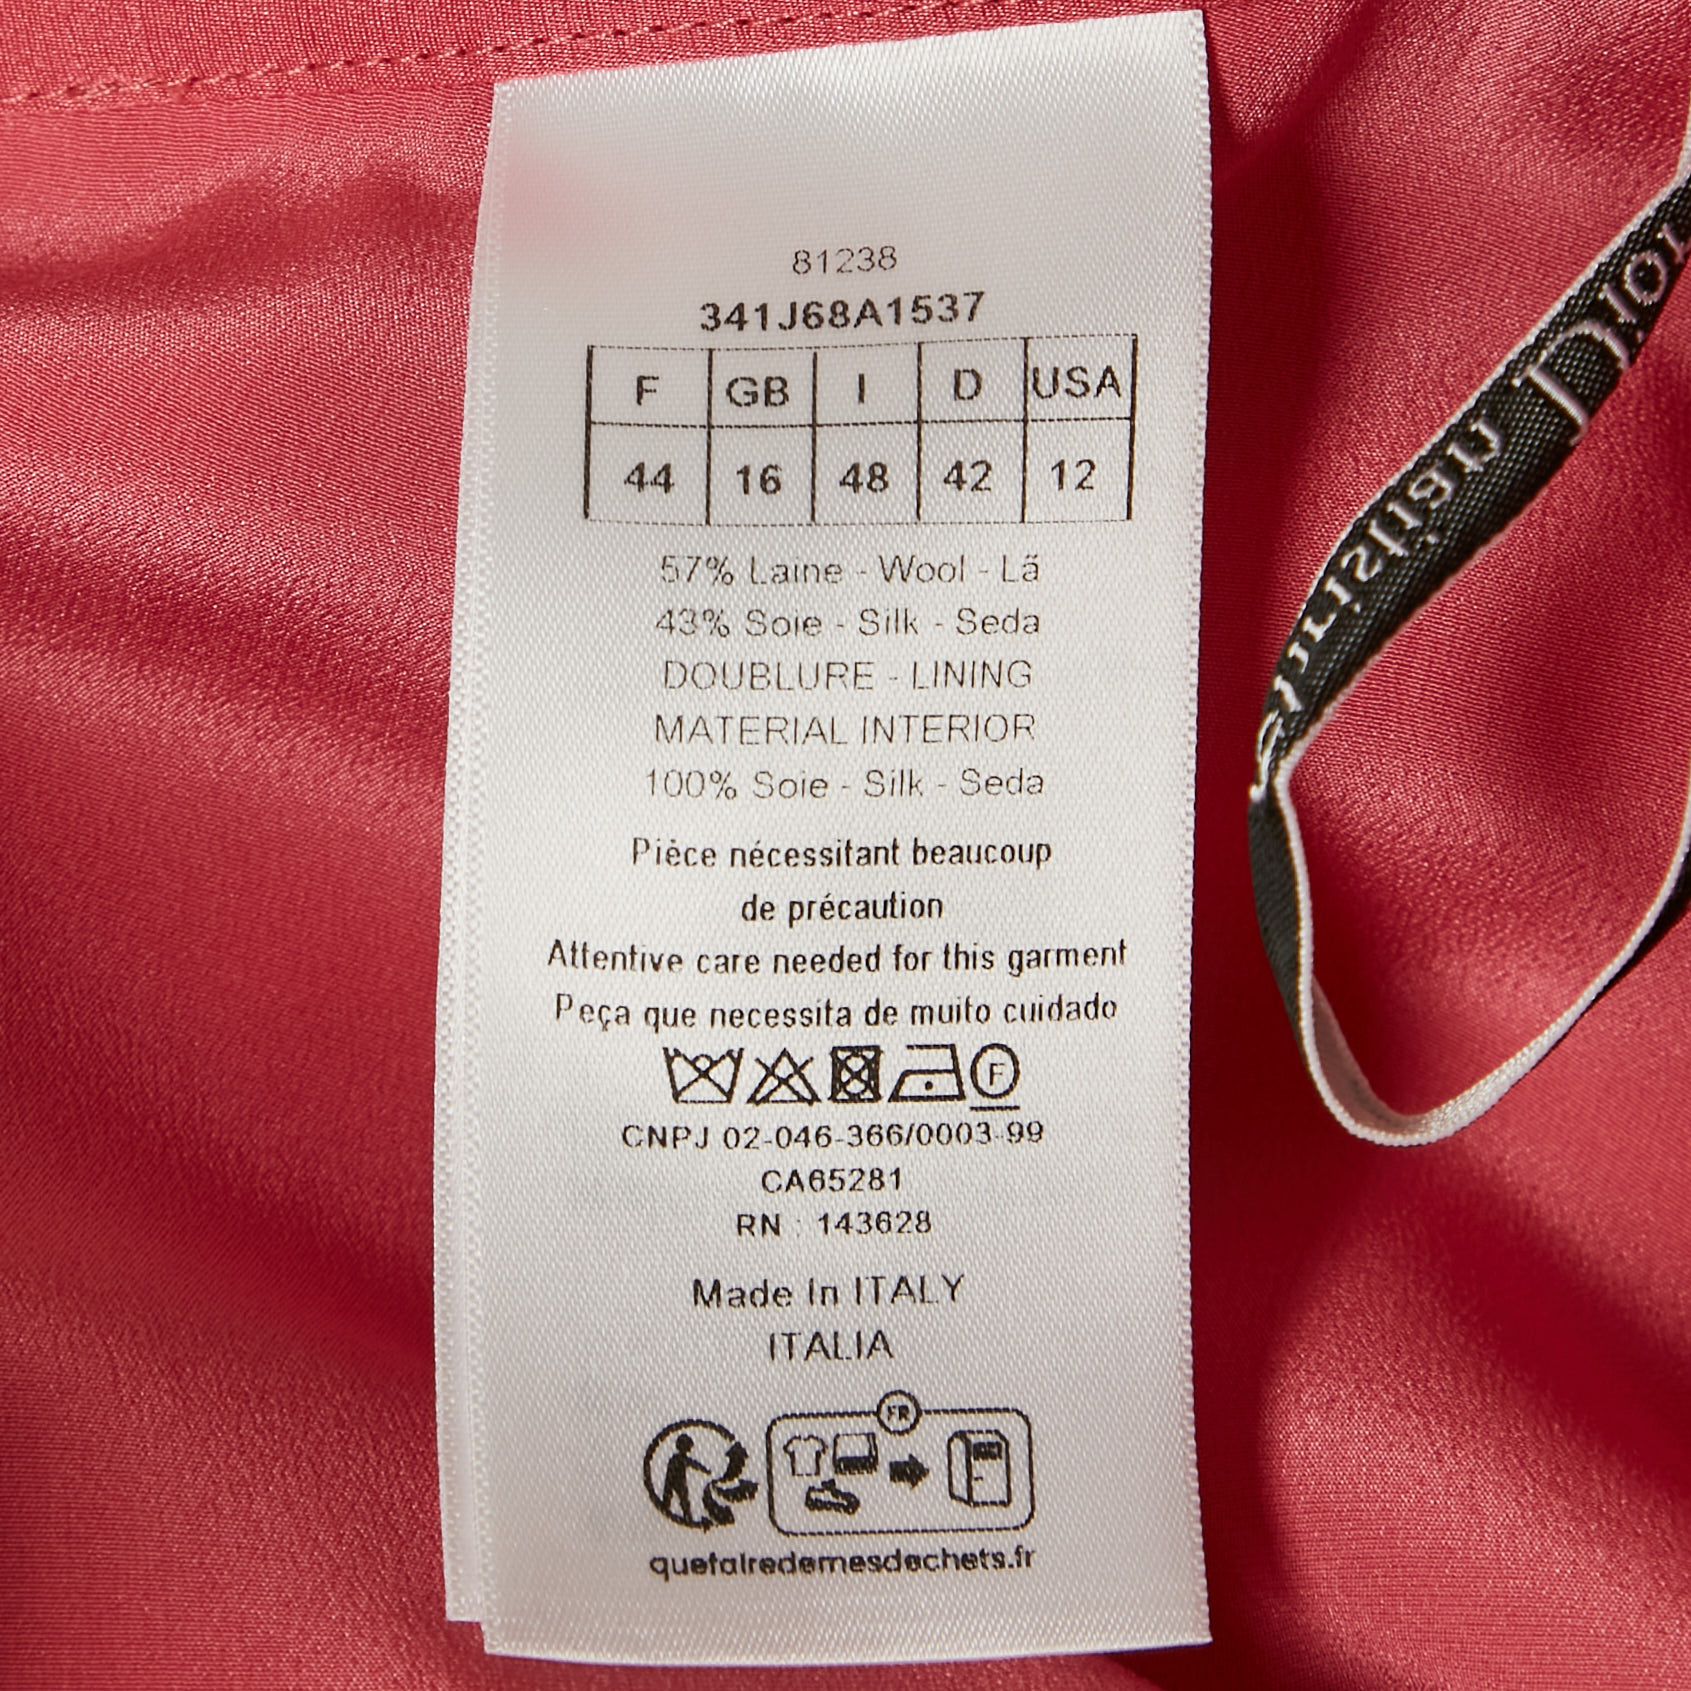 81238
341J68A1537
F GB I D USA
44 16 48 42 12
57% Laine - Wool - Lã
43% Soie - Silk - Seda
DOUBLURE - LINING
MATERIAL INTERIOR
100% Soie - Silk - Seda
Pièce nécessitant beaucoup
de précaution
Attentive care needed for this garment
Peça que necessita de muito cuidado
F
CNPJ 02-046-366/0003-99
CA65281
RN : 143628
Made In ITALY
ITALIA
FR
quefairedemesdechets.fr
Christian Dior